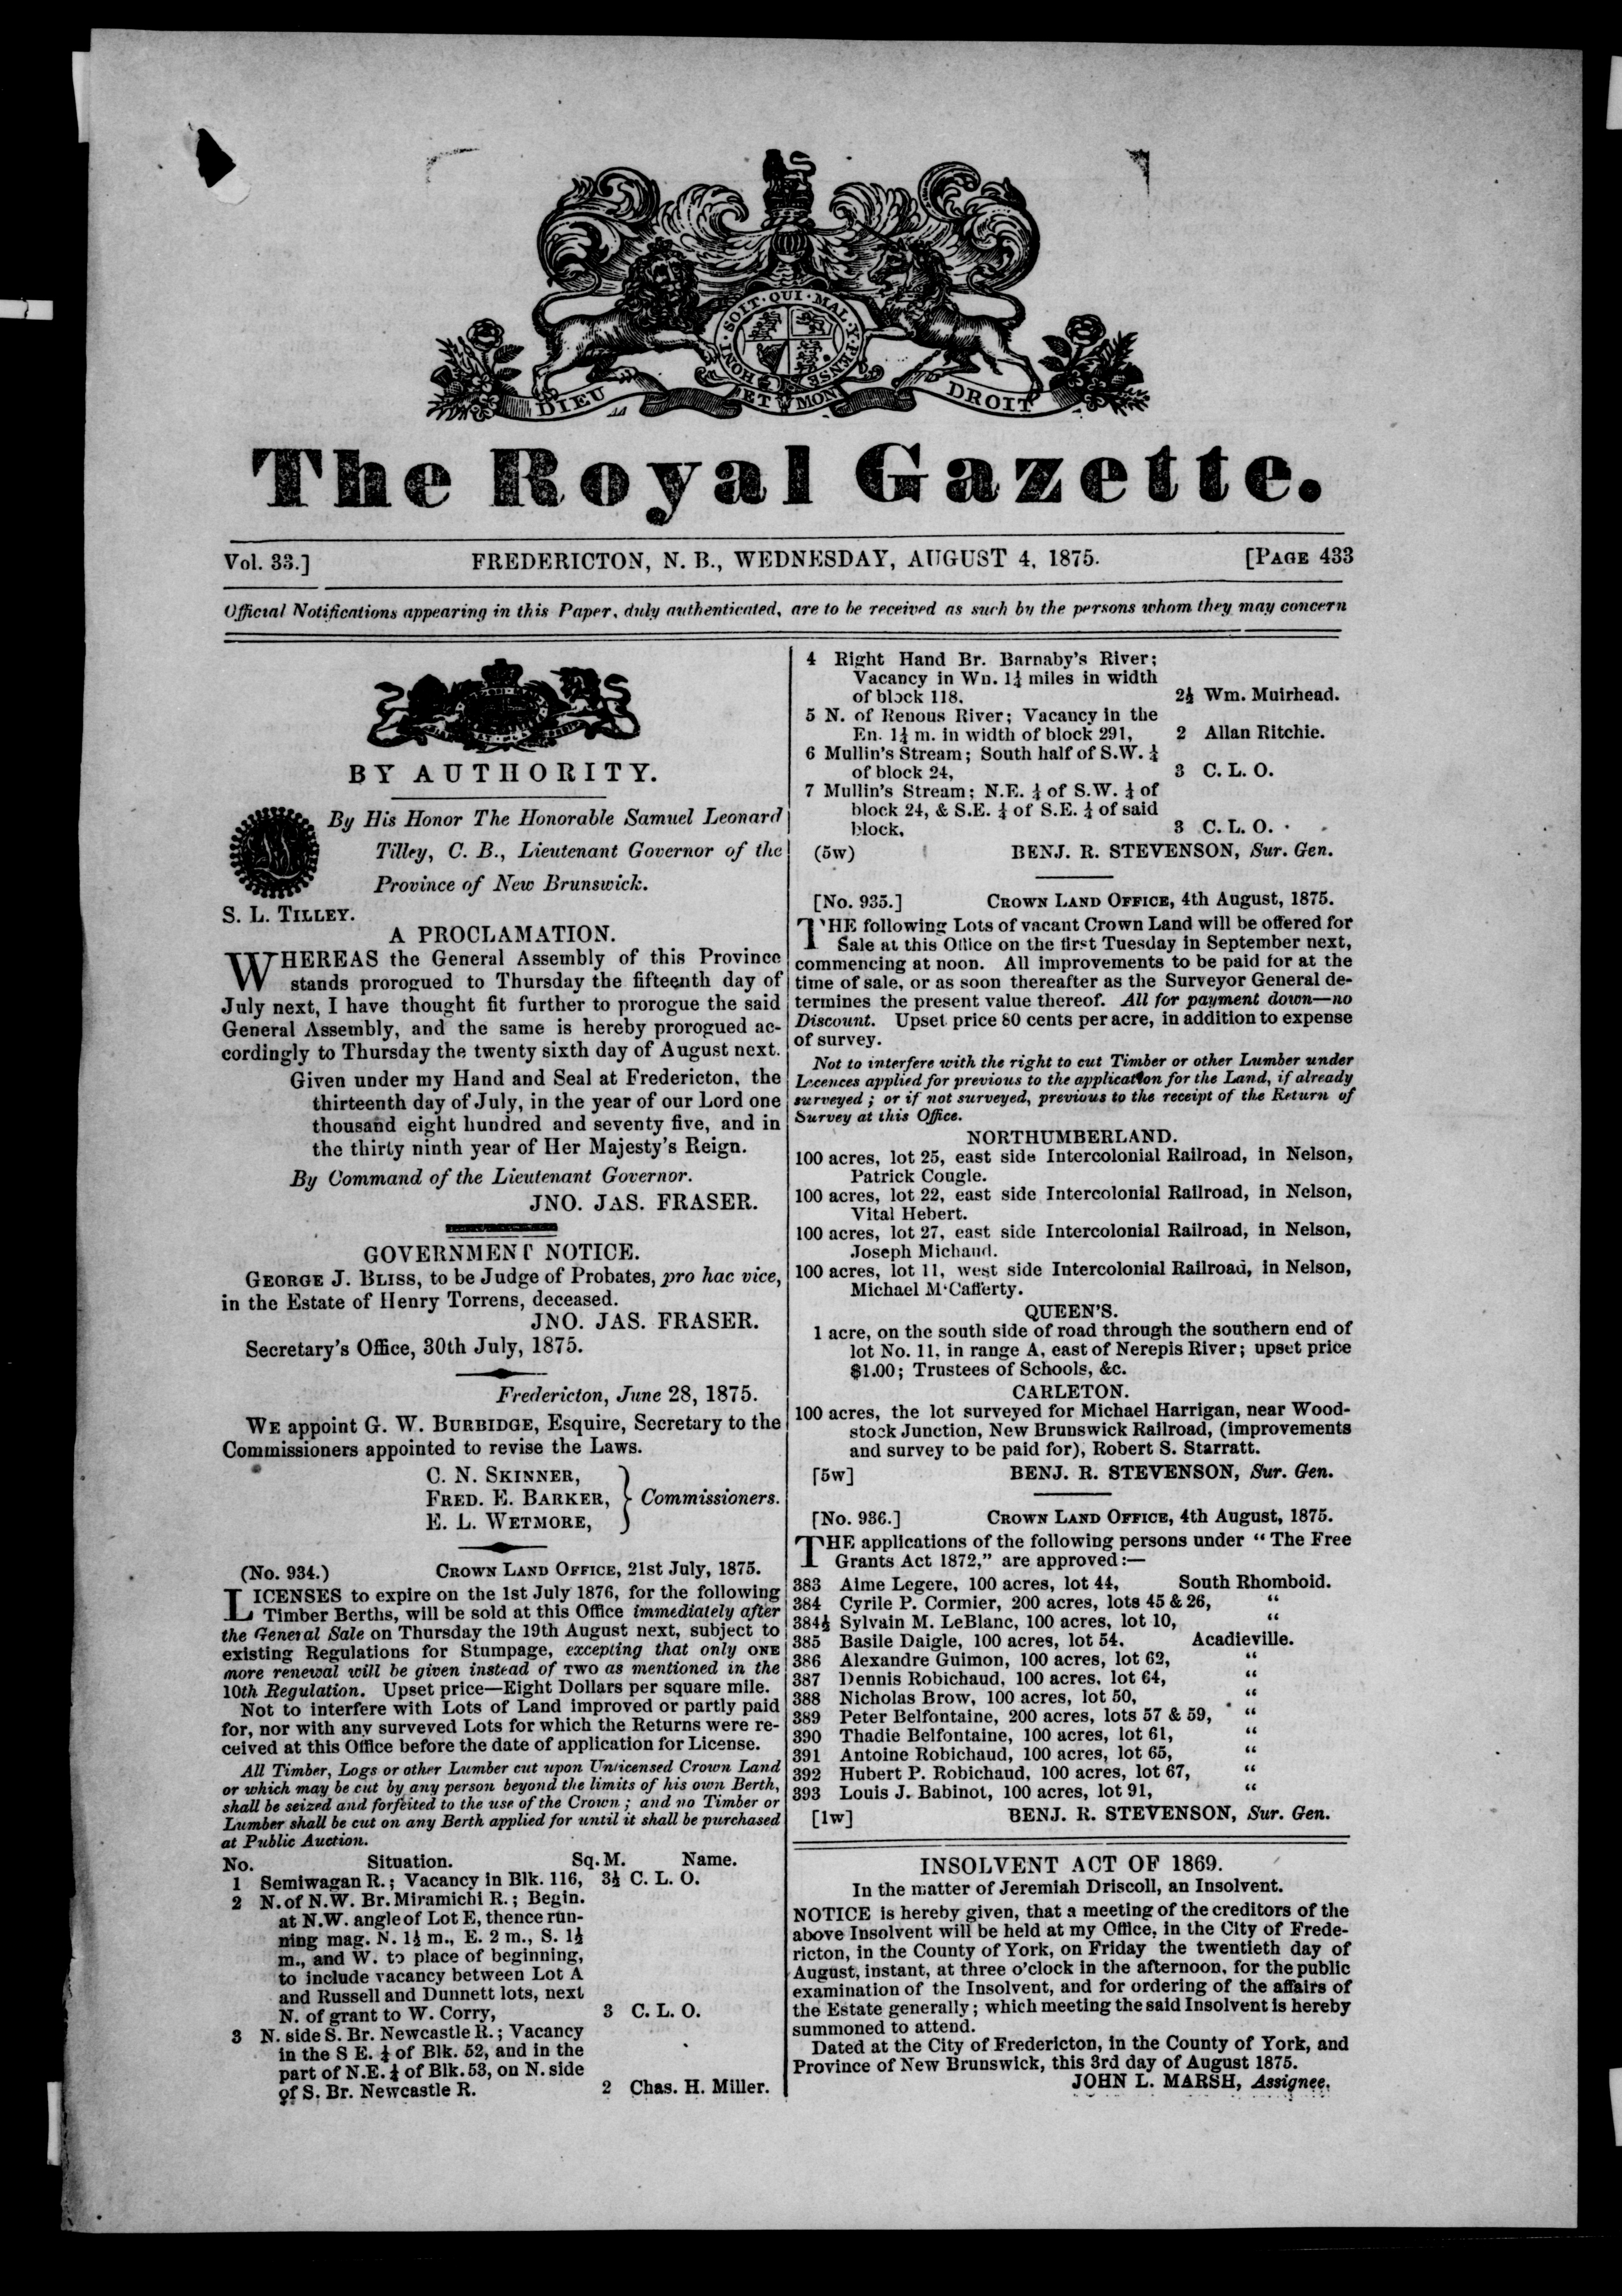 HONI · SOIT · QUI · MAL · Y · PENSE
DIEU ET MON DROIT
The Royal Gazette.
Vol. 33.] FREDERICTON, N. B., WEDNESDAY, AUGUST 4, 1875. [PAGE 433
Official Notifications appearing in this Paper, duly authenticated, are to be received as such by the persons whom they may concern
BY AUTHORITY.
By His Honor The Honorable Samuel Leonard
Tilley, C. B., Lieutenant Governor of the
Province of New Brunswick.
S. L. TILLEY.
A PROCLAMATION.
WHEREAS the General Assembly of this Province
stands prorogued to Thursday the fifteenth day of
July next, I have thought fit further to prorogue the said
General Assembly, and the same is hereby prorogued ac-
cordingly to Thursday the twenty sixth day of August next.
Given under my Hand and Seal at Fredericton, the
thirteenth day of July, in the year of our Lord one
thousand eight hundred and seventy five, and in
the thirty ninth year of Her Majesty's Reign.
By Command of the Lieutenant Governor.
JNO. JAS. FRASER.
GOVERNMENT NOTICE.
GEORGE J. BLISS, to be Judge of Probates, pro hac vice,
in the Estate of Henry Torrens, deceased.
JNO. JAS. FRASER.
Secretary's Office, 30th July, 1875.
Fredericton, June 28, 1875.
WE appoint G. W. BURBIDGE, Esquire, Secretary to the
Commissioners appointed to revise the Laws.
C. N. SKINNER,
FRED. E. BARKER, } Commissioners.
E. L. WETMORE,
(No. 934.) CROWN LAND OFFICE, 21st July, 1875.
LICENSES to expire on the 1st July 1876, for the following
Timber Berths, will be sold at this Office immediately after
the General Sale on Thursday the 19th August next, subject to
existing Regulations for Stumpage, excepting that only ONE
more renewal will be given instead of TWO as mentioned in the
10th Regulation. Upset price—Eight Dollars per square mile.
Not to interfere with Lots of Land improved or partly paid
for, nor with any surveyed Lots for which the Returns were re-
ceived at this Office before the date of application for License.
All Timber, Logs or other Lumber cut upon Unlicensed Crown Land
or which may be cut by any person beyond the limits of his own Berth,
shall be seized and forfeited to the use of the Crown; and no Timber or
Lumber shall be cut on any Berth applied for until it shall be purchased
at Public Auction.
No. Situation. Sq. M. Name.
1 Semiwagan R.; Vacancy in Blk. 116, 3½ C. L. O.
2 N. of N.W. Br. Miramichi R.; Begin.
at N.W. angle of Lot E, thence run-
ning mag. N. 1½ m., E. 2 m., S. 1½
m., and W. to place of beginning,
to include vacancy between Lot A
and Russell and Dunnett lots, next
N. of grant to W. Corry, 3 C. L. O.
3 N. side S. Br. Newcastle R.; Vacancy
in the S E. ¼ of Blk. 52, and in the
part of N.E. ¼ of Blk. 53, on N. side
of S. Br. Newcastle R. 2 Chas. H. Miller.
4 Right Hand Br. Barnaby's River;
Vacancy in Wn. 1¼ miles in width
of block 118, 2½ Wm. Muirhead.
5 N. of Renous River; Vacancy in the
En. 1¼ m. in width of block 291, 2 Allan Ritchie.
6 Mullin's Stream; South half of S.W. ¼
of block 24, 3 C. L. O.
7 Mullin's Stream; N.E. ¼ of S.W. ¼ of
block 24, & S.E. ¼ of S.E. ¼ of said
block, 3 C. L. O.
(5w) BENJ. R. STEVENSON, Sur. Gen.
[No. 935.] CROWN LAND OFFICE, 4th August, 1875.
THE following Lots of vacant Crown Land will be offered for
Sale at this Office on the first Tuesday in September next,
commencing at noon. All improvements to be paid for at the
time of sale, or as soon thereafter as the Surveyor General de-
termines the present value thereof. All for payment down—no
Discount. Upset price 80 cents per acre, in addition to expense
of survey.
Not to interfere with the right to cut Timber or other Lumber under
Licences applied for previous to the application for the Land, if already
surveyed; or if not surveyed, previous to the receipt of the Return of
Survey at this Office.
NORTHUMBERLAND.
100 acres, lot 25, east side Intercolonial Railroad, in Nelson,
Patrick Cougle.
100 acres, lot 22, east side Intercolonial Railroad, in Nelson,
Vital Hebert.
100 acres, lot 27, east side Intercolonial Railroad, in Nelson,
Joseph Michaud.
100 acres, lot 11, west side Intercolonial Railroad, in Nelson,
Michael M'Cafferty.
QUEEN'S.
1 acre, on the south side of road through the southern end of
lot No. 11, in range A, east of Nerepis River; upset price
$1.00; Trustees of Schools, &c.
CARLETON.
100 acres, the lot surveyed for Michael Harrigan, near Wood-
stock Junction, New Brunswick Railroad, (improvements
and survey to be paid for), Robert S. Starratt.
[5w] BENJ. R. STEVENSON, Sur. Gen.
[No. 936.] CROWN LAND OFFICE, 4th August, 1875.
THE applications of the following persons under "The Free
Grants Act 1872," are approved:—
383 Aime Legere, 100 acres, lot 44, South Rhomboid.
384 Cyrile P. Cormier, 200 acres, lots 45 & 26, "
384½ Sylvain M. LeBlanc, 100 acres, lot 10, "
385 Basile Daigle, 100 acres, lot 54. Acadieville.
386 Alexandre Guimon, 100 acres, lot 62, "
387 Dennis Robichaud, 100 acres, lot 64, "
388 Nicholas Brow, 100 acres, lot 50, "
389 Peter Belfontaine, 200 acres, lots 57 & 59, "
390 Thadie Belfontaine, 100 acres, lot 61, "
391 Antoine Robichaud, 100 acres, lot 65, "
392 Hubert P. Robichaud, 100 acres, lot 67, "
393 Louis J. Babinot, 100 acres, lot 91, "
[1w] BENJ. R. STEVENSON, Sur. Gen.
INSOLVENT ACT OF 1869.
In the matter of Jeremiah Driscoll, an Insolvent.
NOTICE is hereby given, that a meeting of the creditors of the
above Insolvent will be held at my Office, in the City of Frede-
ricton, in the County of York, on Friday the twentieth day of
August, instant, at three o'clock in the afternoon, for the public
examination of the Insolvent, and for ordering of the affairs of
the Estate generally; which meeting the said Insolvent is hereby
summoned to attend.
Dated at the City of Fredericton, in the County of York, and
Province of New Brunswick, this 3rd day of August 1875.
JOHN L. MARSH, Assignee.